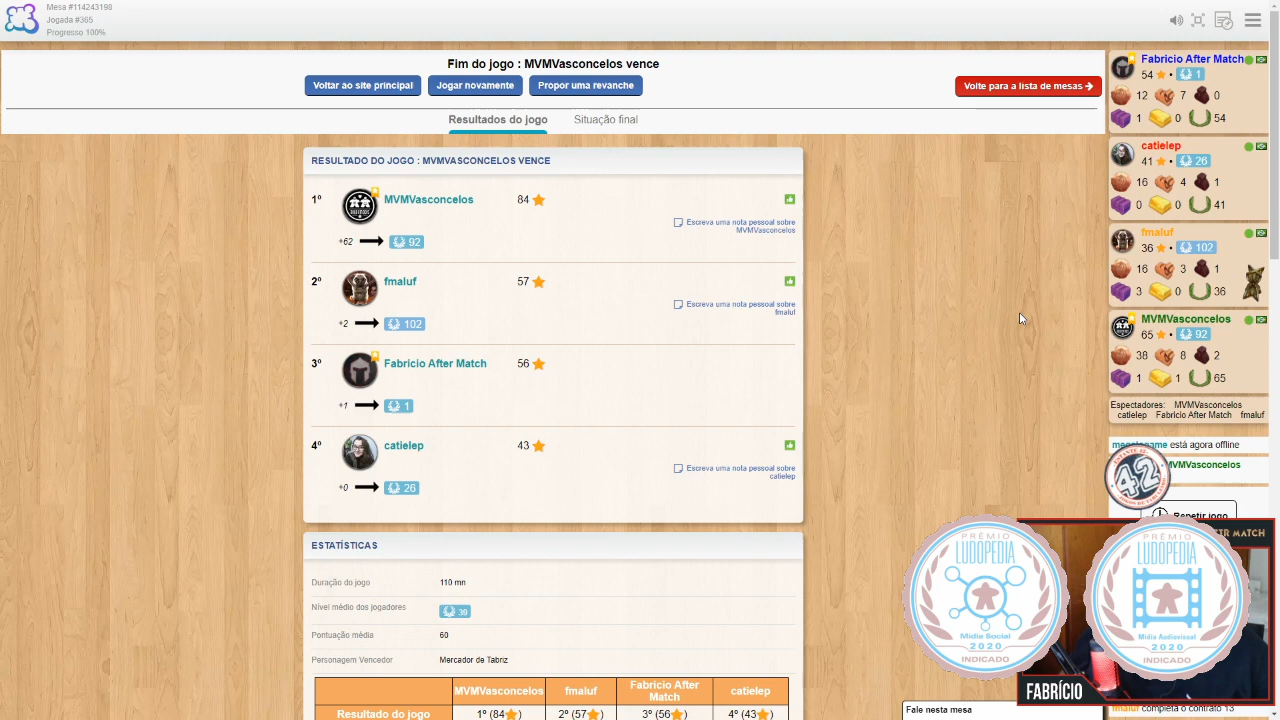 Mesa #114243198
Jogada #365
Progresso 100%
Fim do jogo : MVMVasconcelos vence
Voltar ao site principal
Jogar novamente
Propor uma revanche
Volte para a lista de mesas
Resultados do jogo
Situação final
RESULTADO DO JOGO : MVMVASCONCELOS VENCE
1º MVMVasconcelos 84
Escreva uma nota pessoal sobre
MVMVasconcelos
+62 92
2º fmaluf 57
Escreva uma nota pessoal sobre
fmaluf
+2 102
3º Fabricio After Match 56
+1 1
4º catielep 43
Escreva uma nota pessoal sobre
catielep
+0 26
ESTATÍSTICAS
Duração do jogo 110 mn
Nível médio dos jogadores 39
Pontuação média 60
Personagem Vencedor Mercador de Tabriz
MVMVasconcelos fmaluf Fabricio After
Match catielep
Resultado do jogo 1º (84) 2º (57) 3º (56) 4º (43)
Fabricio After Match
54 • 1
12 7 0
1 0 54
catielep
41 • 26
16 4 1
0 0 41
fmaluf
36 • 102
16 3 1
3 0 36
MVMVasconcelos
65 • 92
38 8 2
1 1 65
Espectadores: MVMVasconcelos
catielep Fabricio After Match fmaluf
está agora offline
MVMVasconcelos
42
Repetir jogo
MATCH
PRÊMIO
LUDOPEDIA
Mídia Social
2020
INDICADO
PRÊMIO
LUDOPEDIA
Mídia Audiovisual
2020
INDICADO
FABRÍCIO
Fale nesta mesa
fmaluf completa o contrato 13